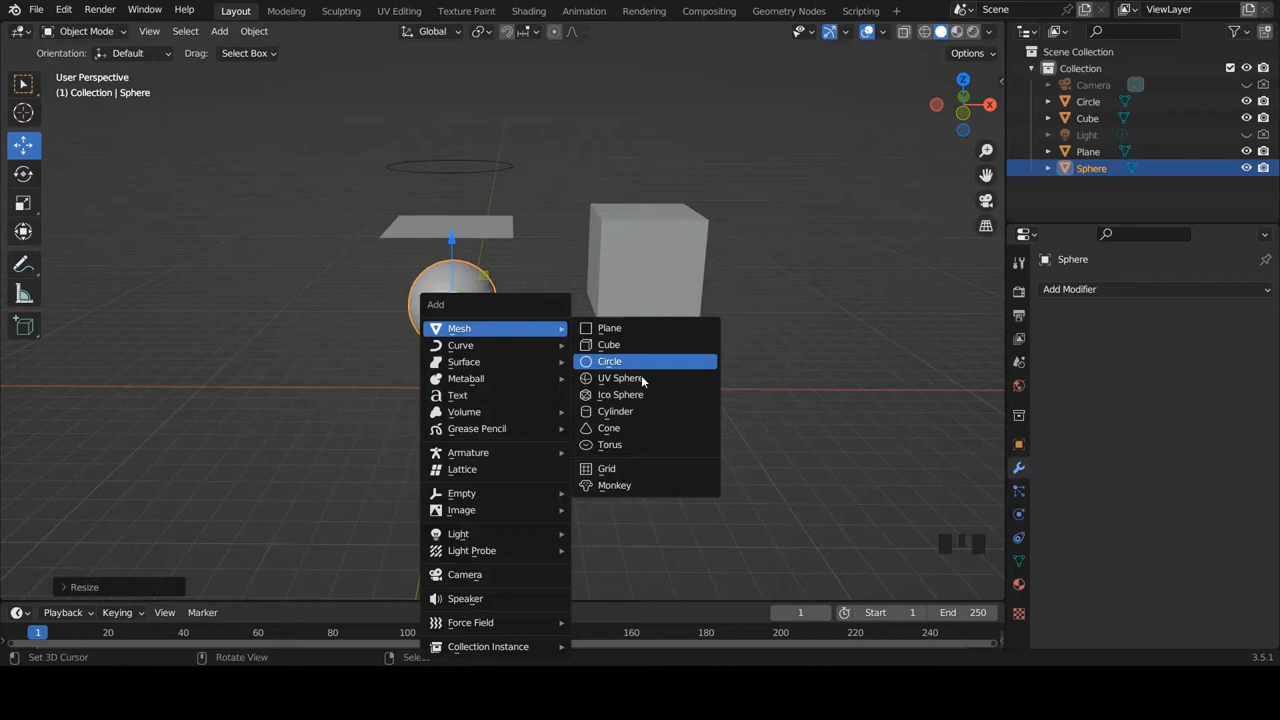 File Edit Render Window Help Layout Modeling Sculpting UV Editing Texture Paint Shading Animation Rendering Compositing Geometry Nodes Scripting + Scene ViewLayer
Object Mode View Select Add Object Global
Orientation: Default Drag: Select Box Options
User Perspective
(1) Collection | Sphere
Z
Y
X
Add
Mesh
Curve
Surface
Metaball
Text
Volume
Grease Pencil
Armature
Lattice
Empty
Image
Light
Light Probe
Camera
Speaker
Force Field
Collection Instance
Plane
Cube
Circle
UV Sphere
Ico Sphere
Cylinder
Cone
Torus
Grid
Monkey
Resize
Scene Collection
Collection
Camera
Circle
Cube
Light
Plane
Sphere
Sphere
Add Modifier
Playback Keying View Marker 1 Start 1 End 250
1 20 40 60 80 100 160 180 200 220 240
Set 3D Cursor Rotate View Selec 3.5.1